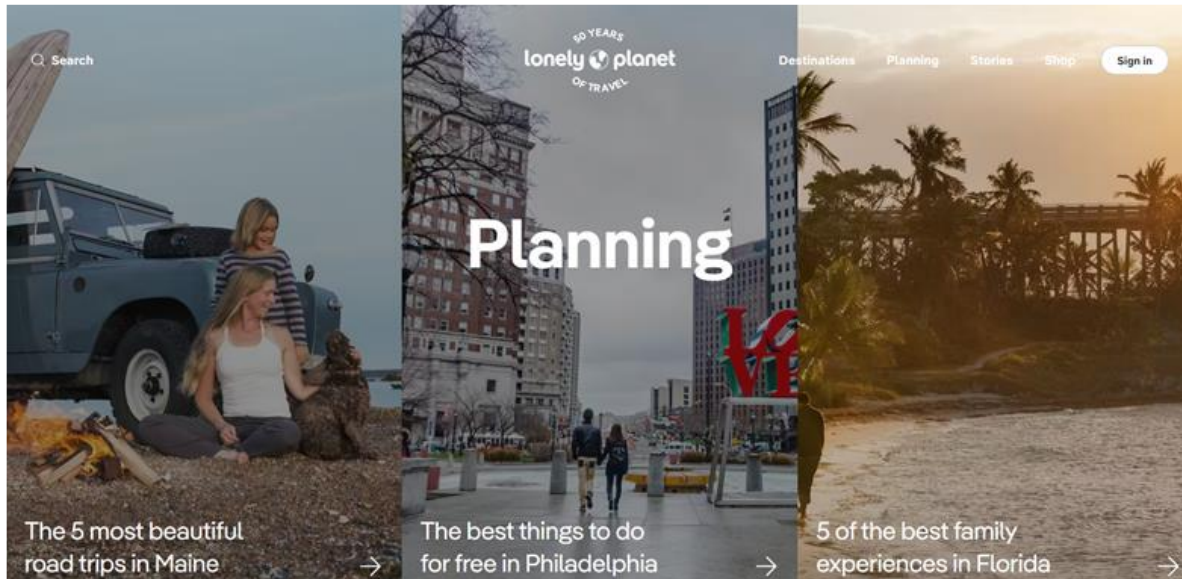 Search
50 YEARS
lonely planet
OF TRAVEL
Destinations Planning Stories Shop Sign in
Planning
LOVE
The 5 most beautiful
road trips in Maine
The best things to do
for free in Philadelphia
5 of the best family
experiences in Florida